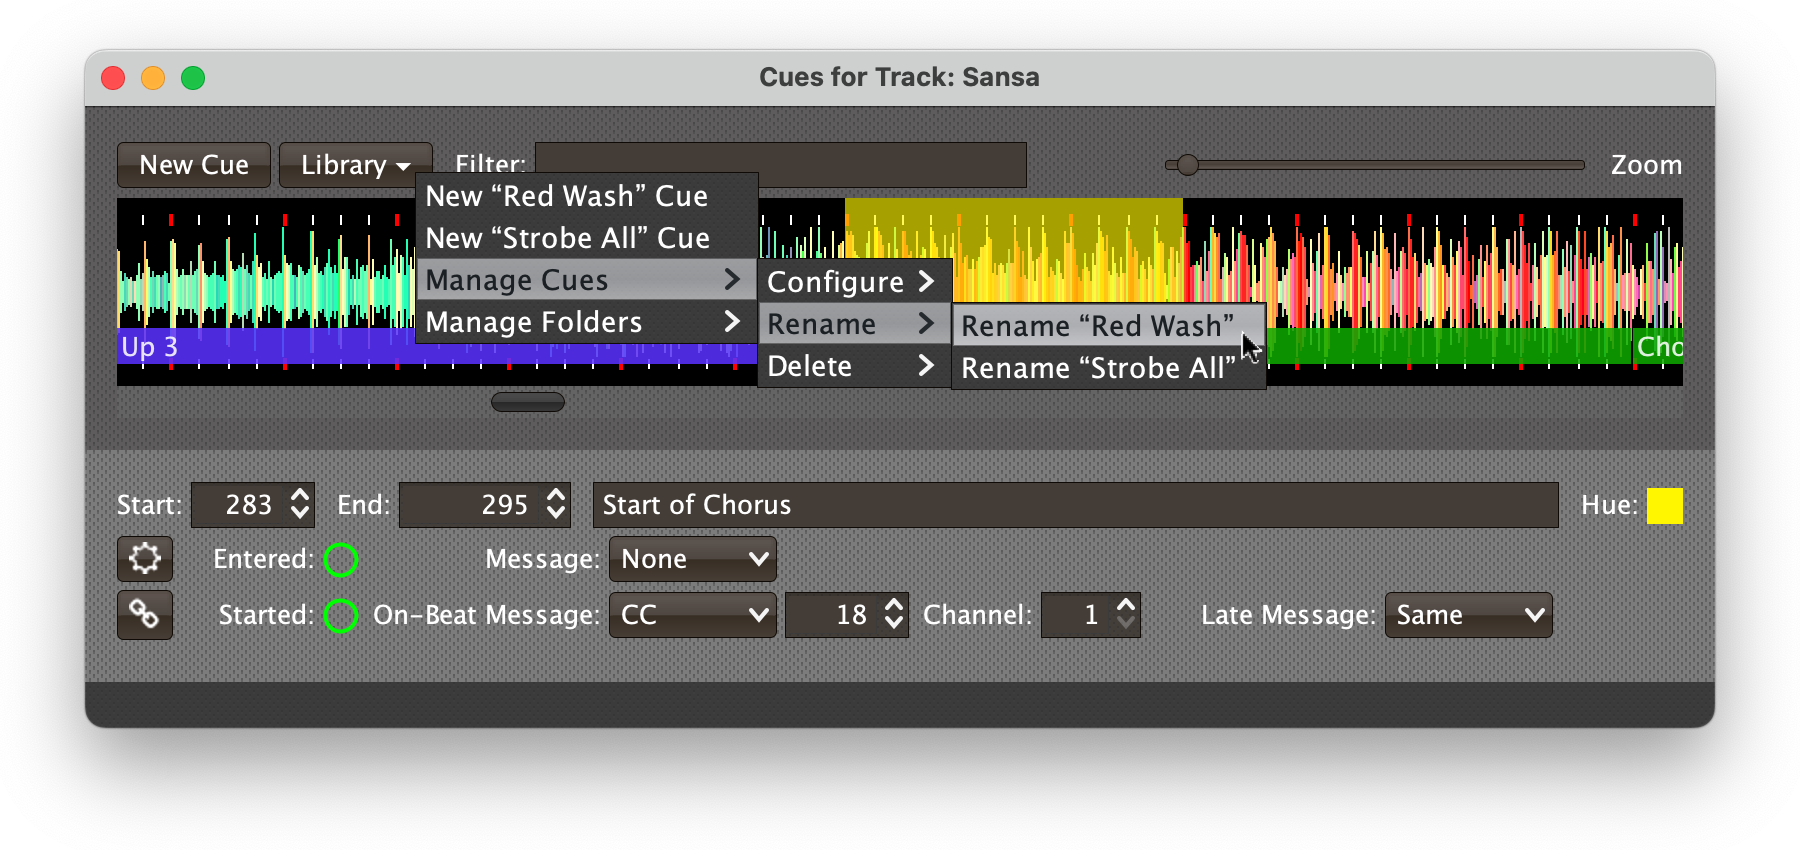 Cues for Track: Sansa
New Cue
Library
Filter:
Zoom
New “Red Wash” Cue
New “Strobe All” Cue
Manage Cues
Manage Folders
Configure
Rename
Delete
Rename “Red Wash”
Rename “Strobe All”
Up 3
Cho
Start: 283 End: 295 Start of Chorus Hue:
Entered: Message: None
Started: On-Beat Message: CC 18 Channel: 1 Late Message: Same